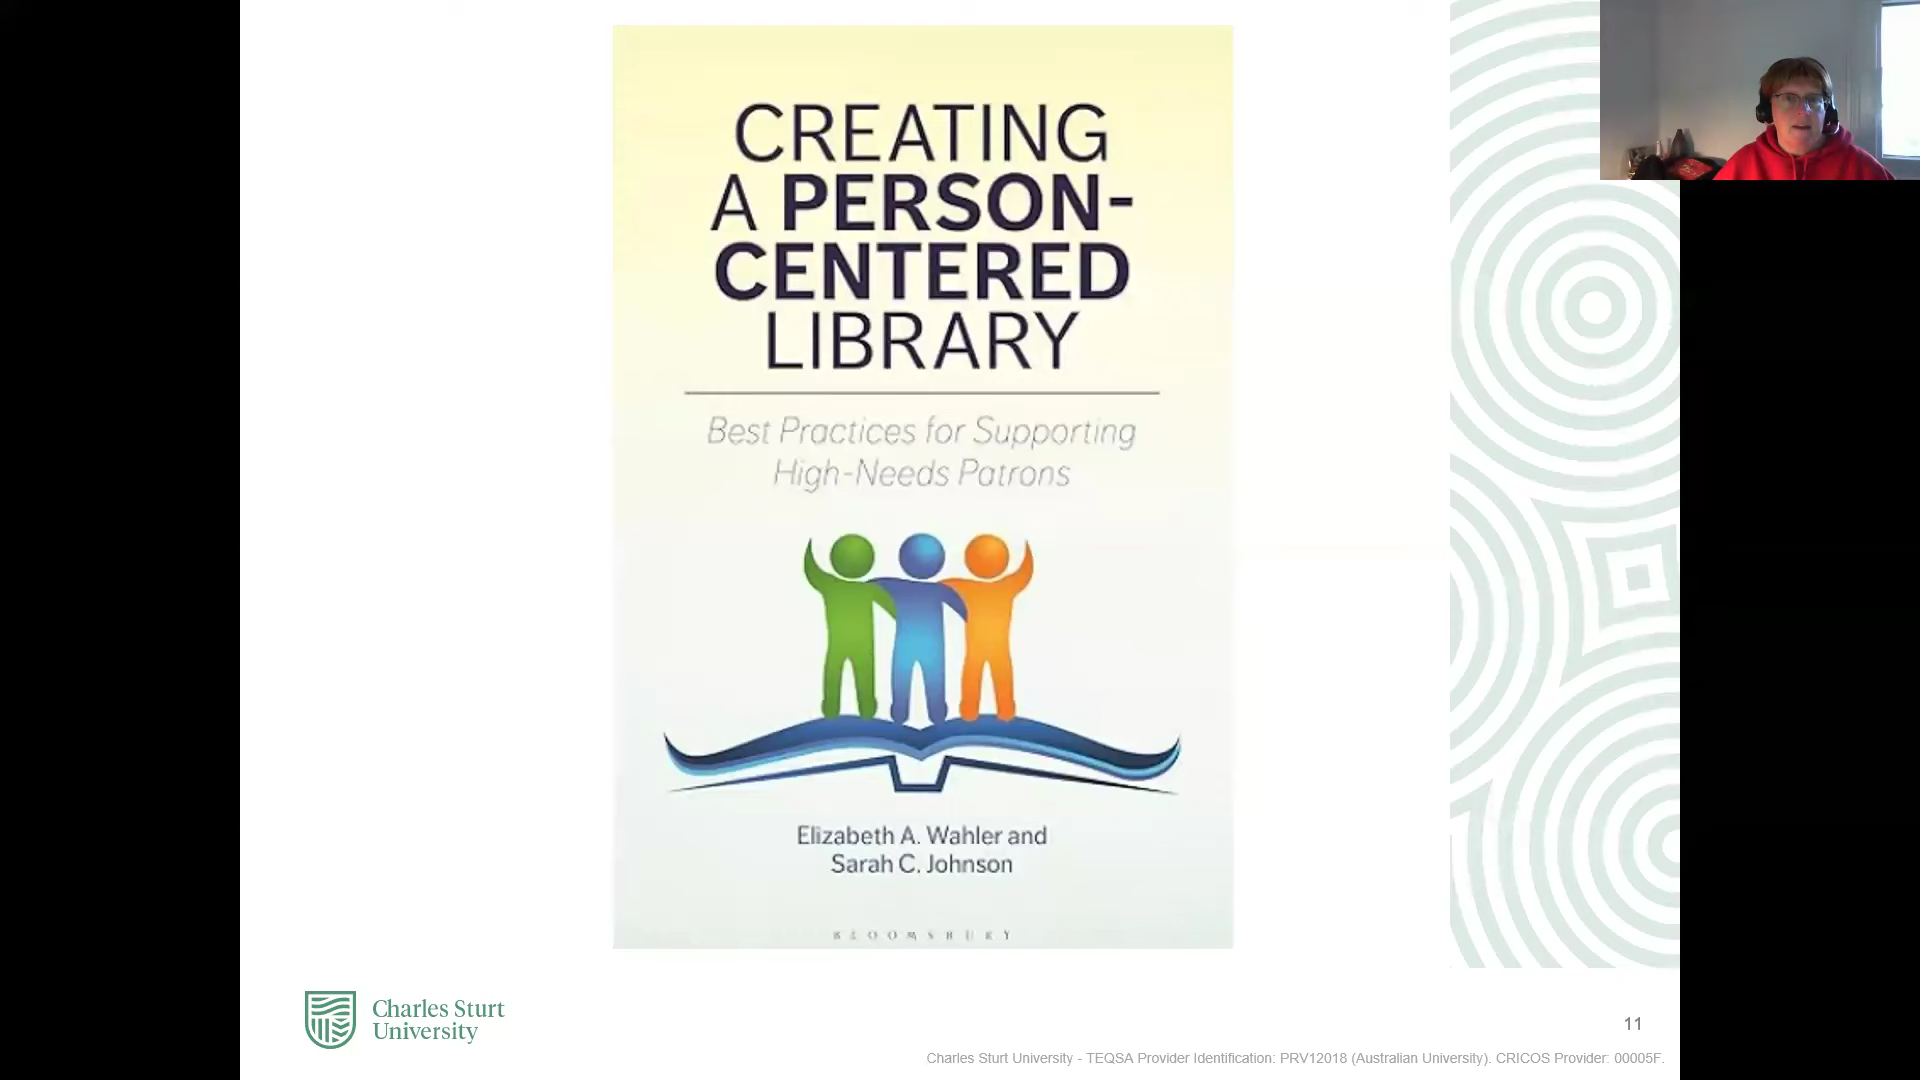 CREATING
A PERSON-
CENTERED
LIBRARY
Best Practices for Supporting
High-Needs Patrons
Elizabeth A. Wahler and
Sarah C. Johnson
BLOOMSBURY
Charles Sturt
University
11
Charles Sturt University - TEQSA Provider Identification: PRV12018 (Australian University). CRICOS Provider: 00005F.